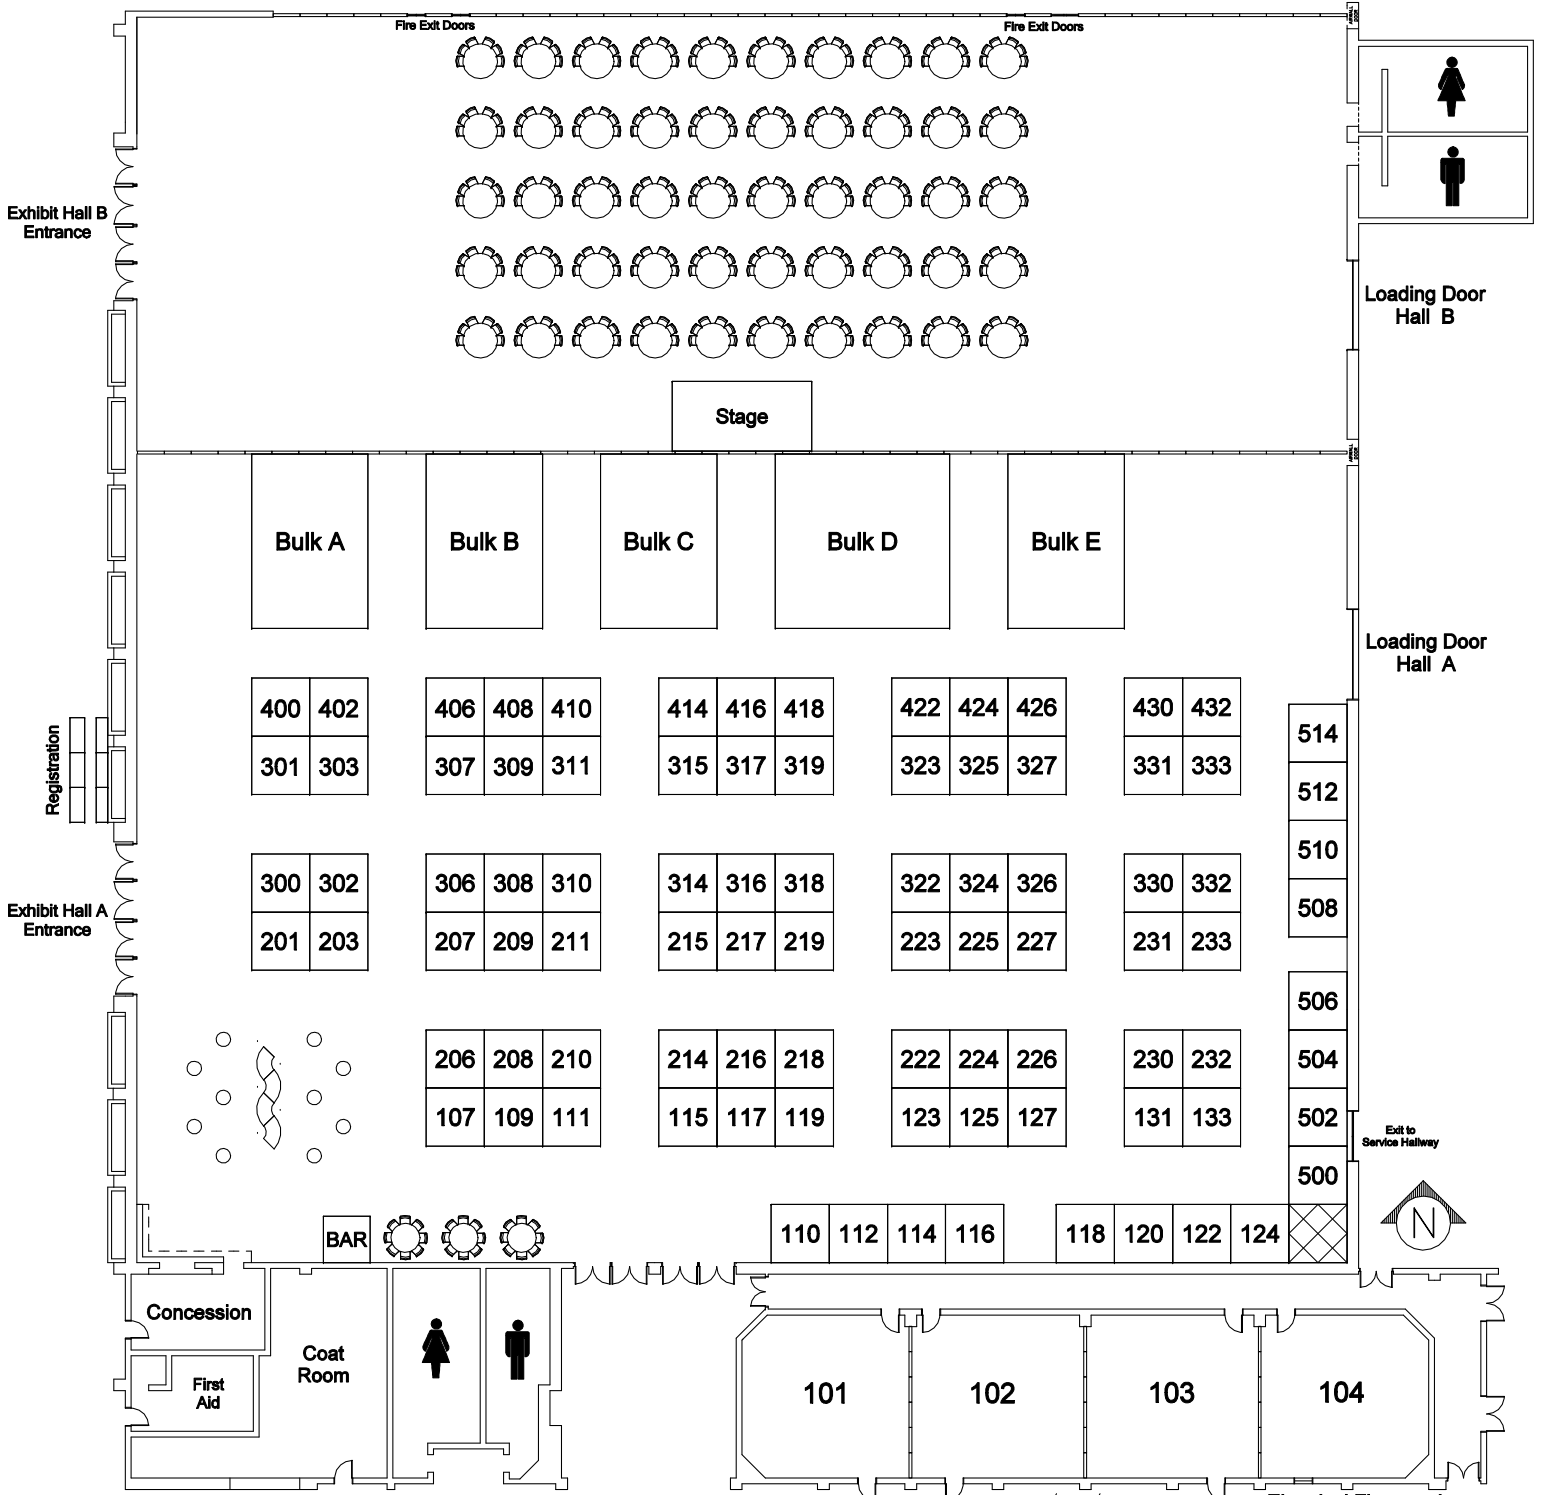 Fire Exit Doors
Fire Exit Doors
Exhibit Hall B
Entrance
Loading Door
Hall B
Stage
Bulk A
Bulk B
Bulk C
Bulk D
Bulk E
Loading Door
Hall A
400 402 406 408 410 414 416 418 422 424 426 430 432
514
301 303 307 309 311 315 317 319 323 325 327 331 333
512
Registration
510
300 302 306 308 310 314 316 318 322 324 326 330 332
508
Exhibit Hall A
Entrance
201 203 207 209 211 215 217 219 223 225 227 231 233
506
206 208 210 214 216 218 222 224 226 230 232
504
107 109 111 115 117 119 123 125 127 131 133
502
Exit to
Service Hallway
500
N
BAR
110 112 114 116 118 120 122 124
Concession
Coat
Room
First
Aid
101
102
103
104